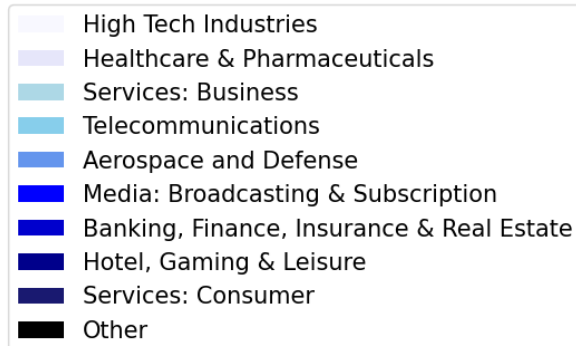 High Tech Industries
Healthcare & Pharmaceuticals
Services: Business
Telecommunications
Aerospace and Defense
Media: Broadcasting & Subscription
Banking, Finance, Insurance & Real Estate
Hotel, Gaming & Leisure
Services: Consumer
Other